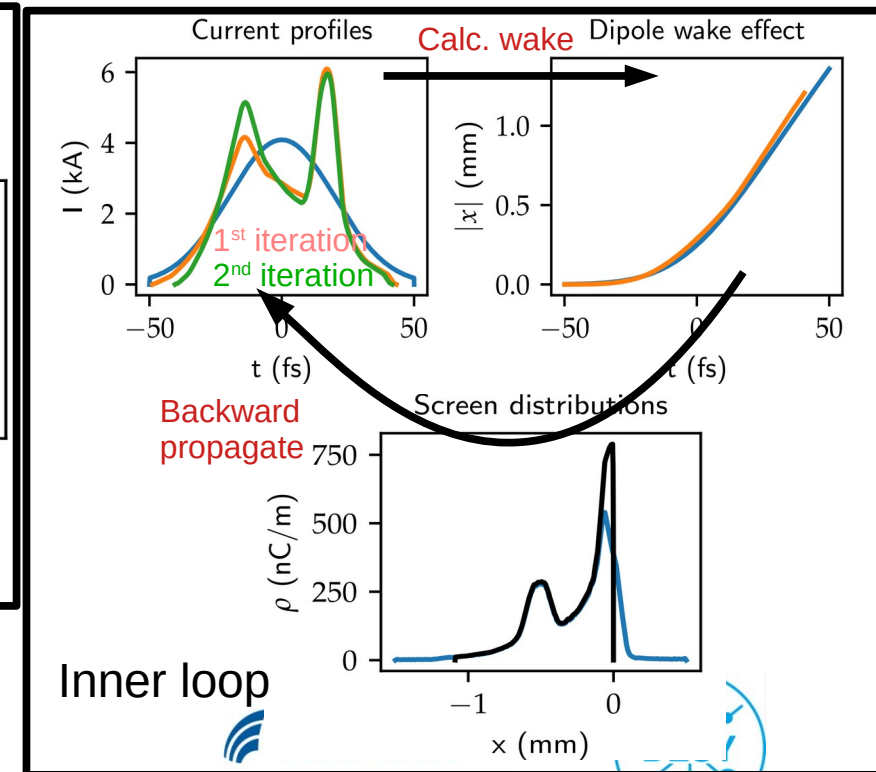 Current profiles
Calc. wake
Dipole wake effect
6
4
2
0
I (kA)
1st iteration
2nd iteration
−50
0
50
t (fs)
1.0
0.5
0.0
|x| (mm)
−50
0
50
t (fs)
Backward
propagate
Screen distributions
750
500
250
0
ρ (nC/m)
−1
0
x (mm)
Inner loop